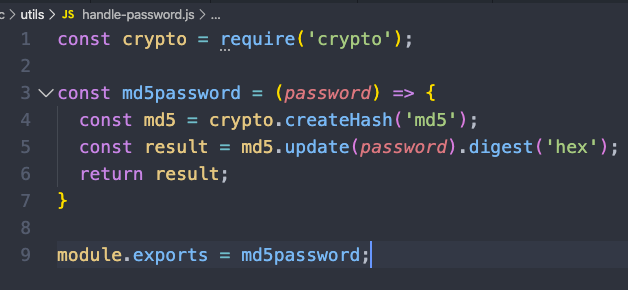 c > utils > JS handle-password.js > ...
1 const crypto = require('crypto');
2
3 const md5password = (password) => {
4 const md5 = crypto.createHash('md5');
5 const result = md5.update(password).digest('hex');
6 return result;
7 }
8
9 module.exports = md5password;